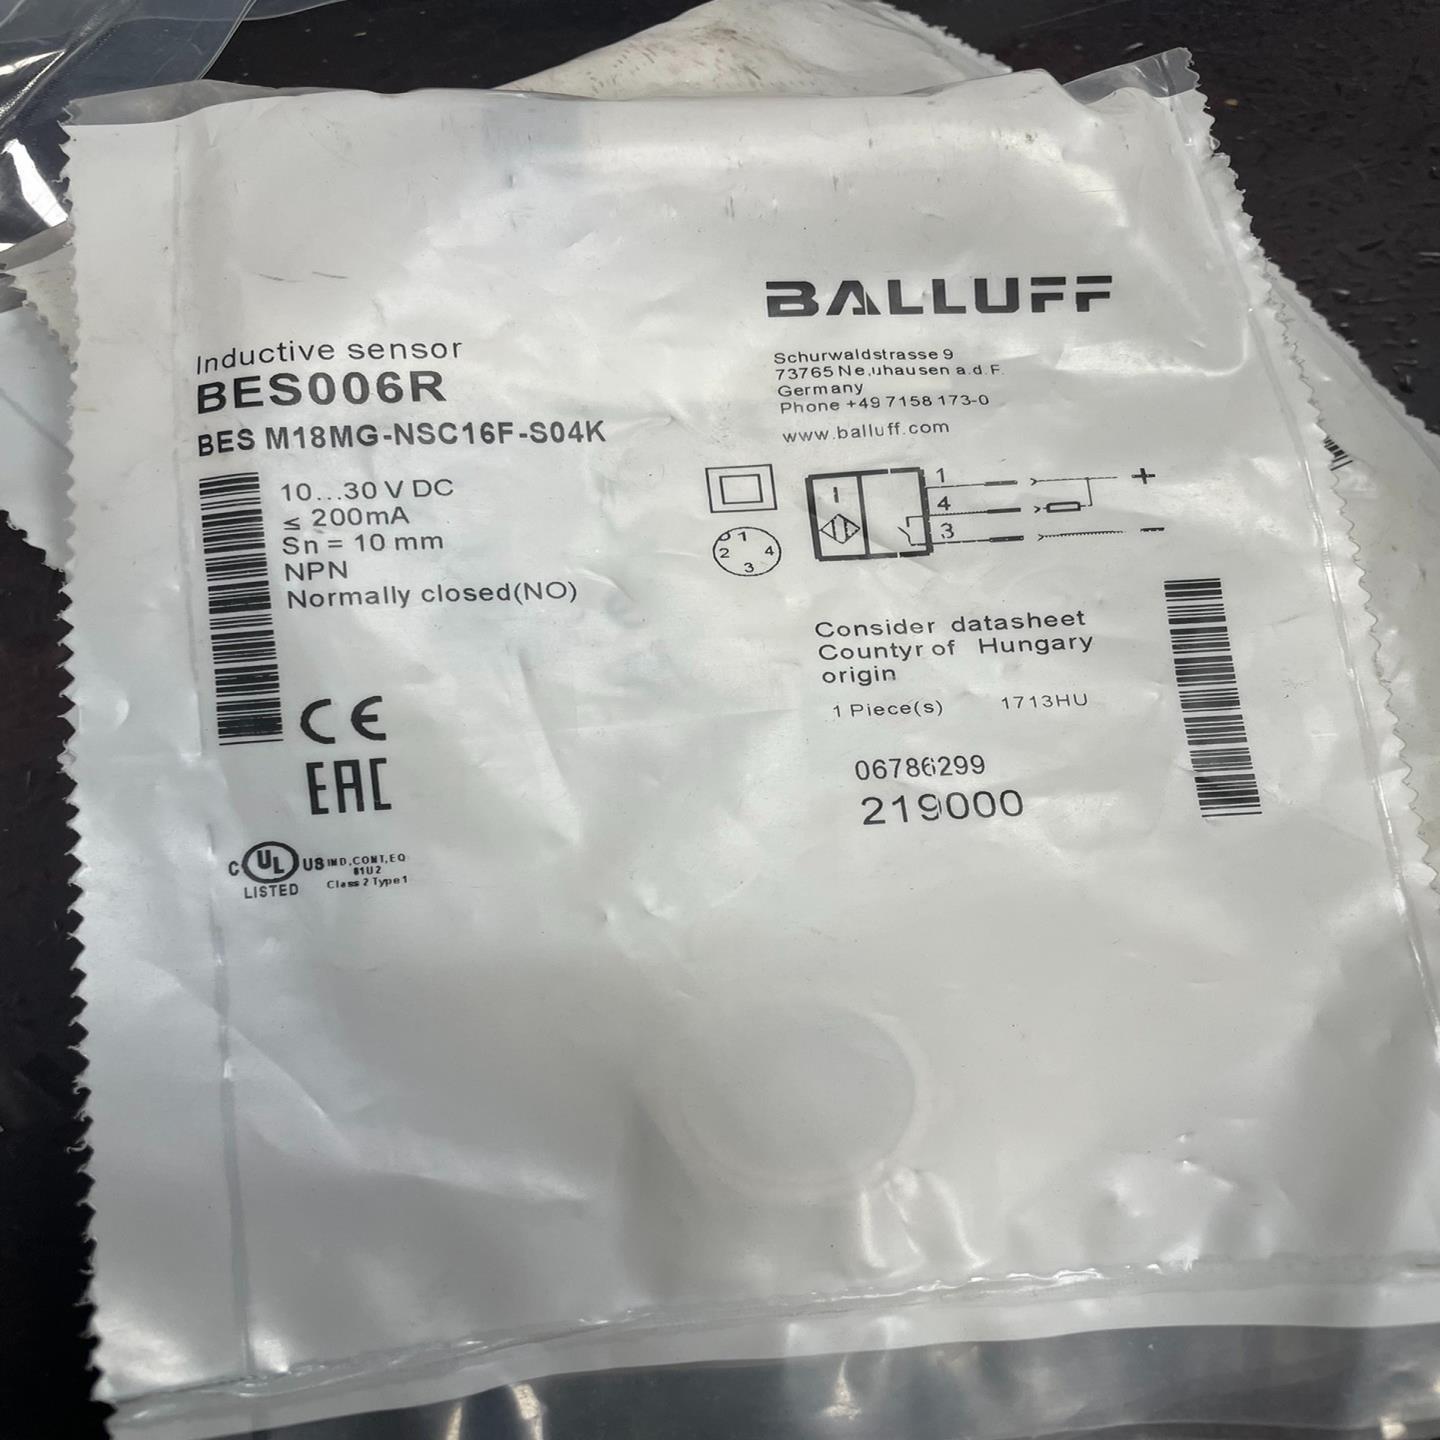 BALLUFF
Inductive sensor
BES006R
BES M18MG-NSC16F-S04K
10...30 V DC
≤ 200mA
Sn = 10 mm
NPN
Normally closed(NO)
Schurwaldstrasse 9
73765 Ne,uhausen a.d.F.
Germany
Phone +49 7158 173-0
www.balluff.com
1
4
3
+
−
1
2
4
3
Consider datasheet
Countyr of Hungary
origin
1 Piece(s) 1713HU
06786299
219000
CE
EAC
C UL US IND,CONT,EQ
81U2
LISTED Class 2 Type1